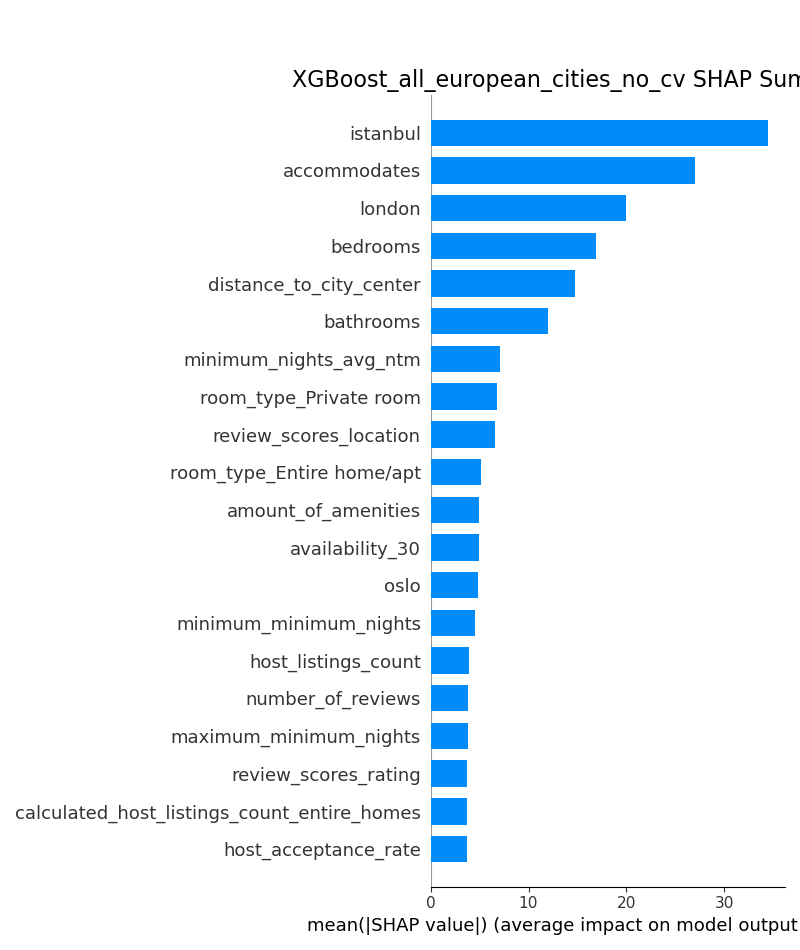 XGBoost_all_european_cities_no_cv SHAP Sum
istanbul
accommodates
london
bedrooms
distance_to_city_center
bathrooms
minimum_nights_avg_ntm
room_type_Private room
review_scores_location
room_type_Entire home/apt
amount_of_amenities
availability_30
oslo
minimum_minimum_nights
host_listings_count
number_of_reviews
maximum_minimum_nights
review_scores_rating
calculated_host_listings_count_entire_homes
host_acceptance_rate
0 10 20 30
mean(|SHAP value|) (average impact on model output